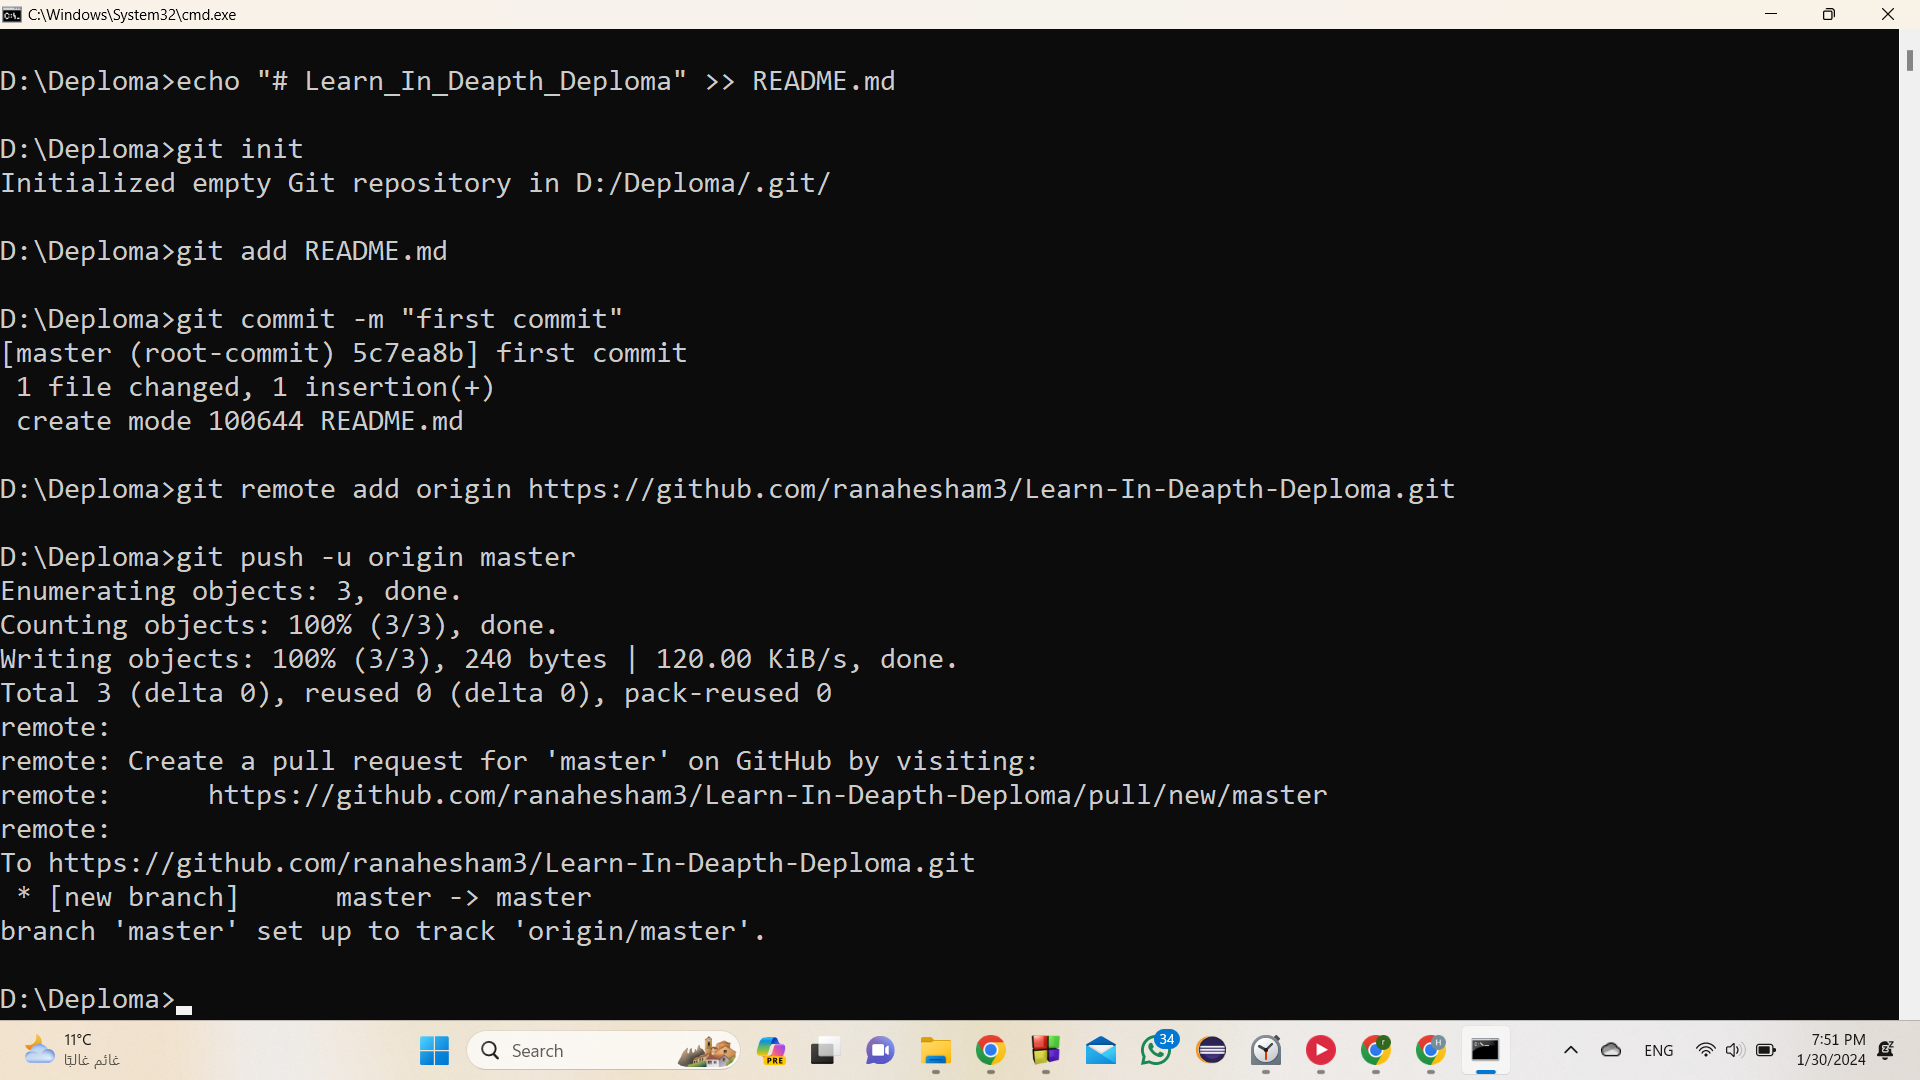 C:\Windows\System32\cmd.exe
D:\Deploma>echo "# Learn_In_Deapth_Deploma" >> README.md
D:\Deploma>git init
Initialized empty Git repository in D:/Deploma/.git/
D:\Deploma>git add README.md
D:\Deploma>git commit -m "first commit"
[master (root-commit) 5c7ea8b] first commit
 1 file changed, 1 insertion(+)
 create mode 100644 README.md
D:\Deploma>git remote add origin https://github.com/ranahesham3/Learn-In-Deapth-Deploma.git
D:\Deploma>git push -u origin master
Enumerating objects: 3, done.
Counting objects: 100% (3/3), done.
Writing objects: 100% (3/3), 240 bytes | 120.00 KiB/s, done.
Total 3 (delta 0), reused 0 (delta 0), pack-reused 0
remote:
remote: Create a pull request for 'master' on GitHub by visiting:
remote:      https://github.com/ranahesham3/Learn-In-Deapth-Deploma/pull/new/master
remote:
To https://github.com/ranahesham3/Learn-In-Deapth-Deploma.git
 * [new branch]      master -> master
branch 'master' set up to track 'origin/master'.
D:\Deploma>
11°C
غائم غالبًا
Search
PRE
34
r
H
ENG
7:51 PM
1/30/2024